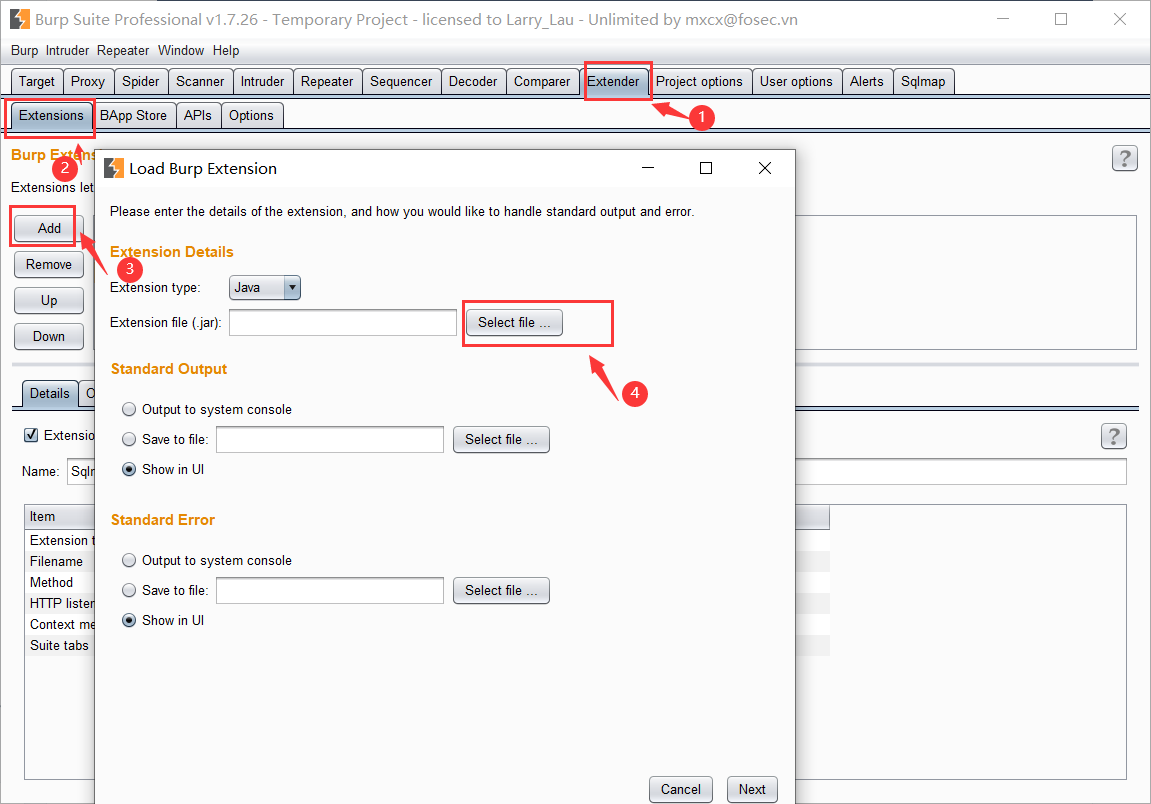 Burp Suite Professional v1.7.26 - Temporary Project - licensed to Larry_Lau - Unlimited by mxcx@fosec.vn
Burp Intruder Repeater Window Help
Target Proxy Spider Scanner Intruder Repeater Sequencer Decoder Comparer Extender Project options User options Alerts Sqlmap
1
Extensions BApp Store APIs Options
Burp Extens
2
?
Load Burp Extension
Extensions let
Please enter the details of the extension, and how you would like to handle standard output and error.
Add
Extension Details
3
Remove
Extension type: Java
Up
Extension file (.jar): Select file ...
Down
Standard Output
4
Details O
Output to system console
Extensio
Save to file: Select file ...
?
Name: Sqlr
Show in UI
Item
Standard Error
Extension t
Output to system console
Filename
Method
Save to file: Select file ...
HTTP lister
Context me
Show in UI
Suite tabs
Cancel Next